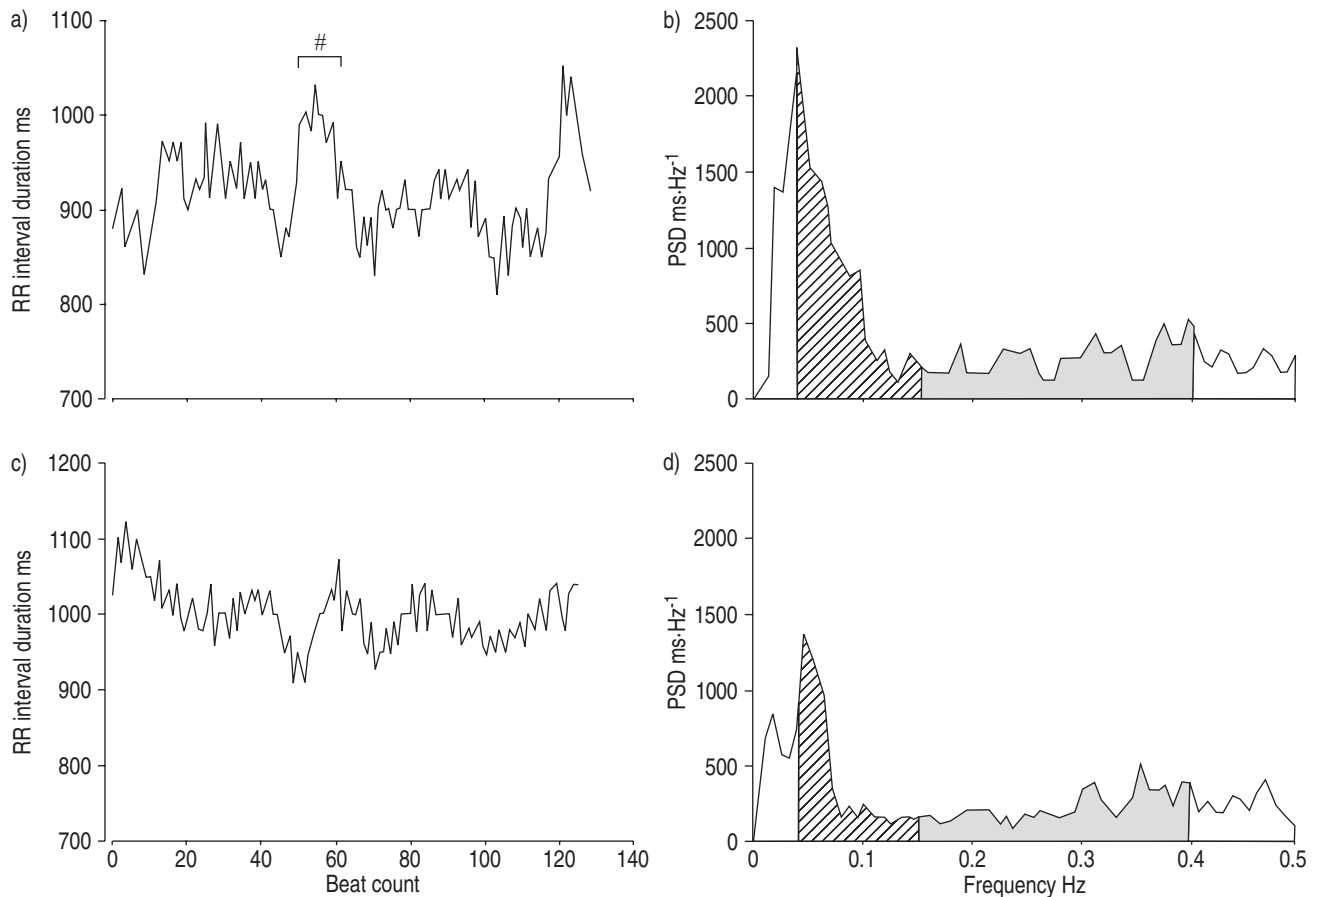 a)
1100
1000
900
800
700
RR interval duration ms
#
b)
2500
2000
1500
1000
500
0
PSD ms·Hz-1
c)
1200
1100
1000
900
800
700
RR interval duration ms
0 20 40 60 80 100 120 140
Beat count
d)
2500
2000
1500
1000
500
0
PSD ms·Hz-1
0 0.1 0.2 0.3 0.4 0.5
Frequency Hz